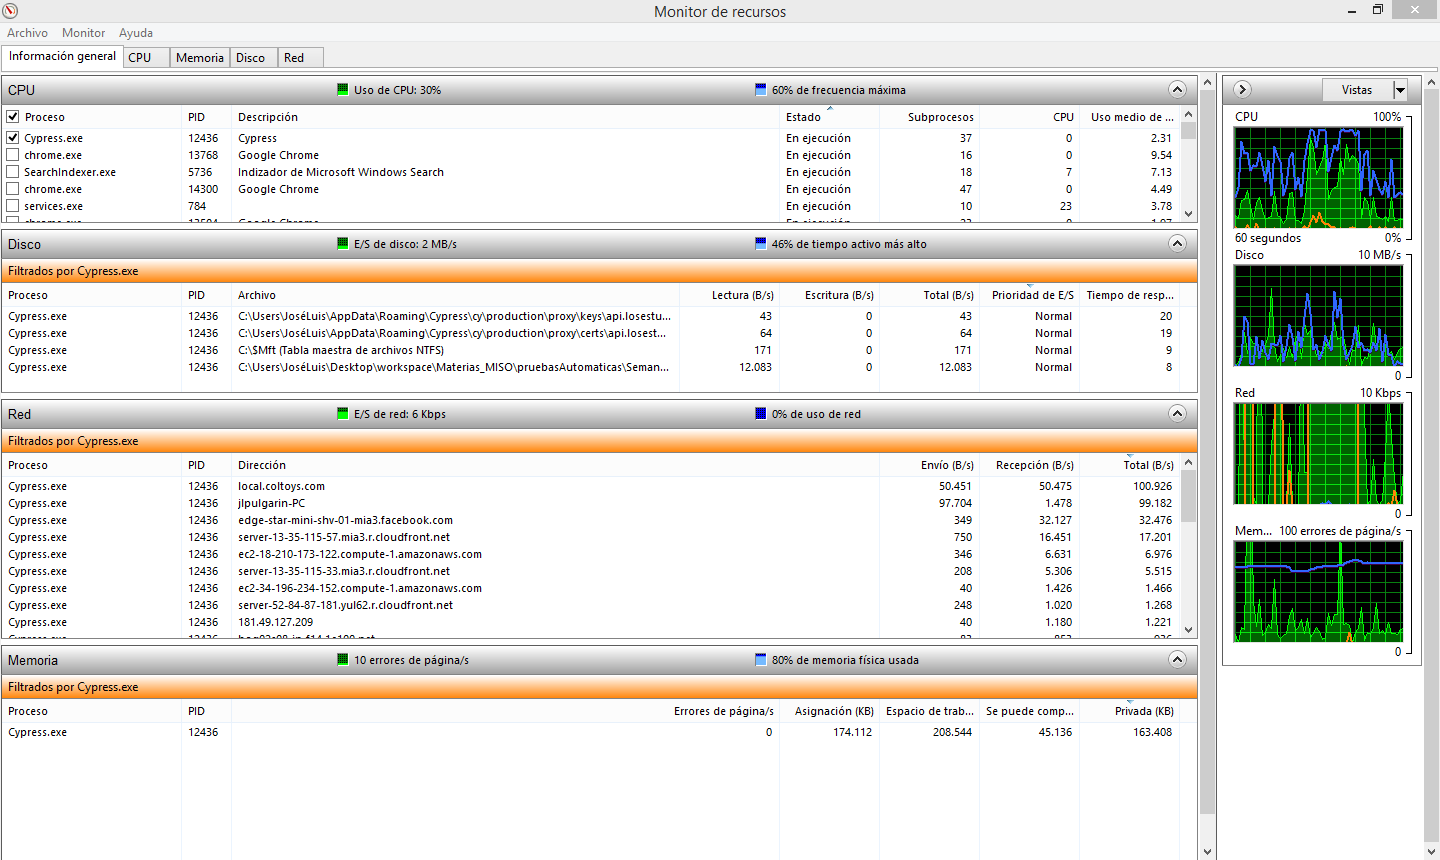 Monitor de recursos
Archivo Monitor Ayuda
Información general CPU Memoria Disco Red
CPU Uso de CPU: 30% 60% de frecuencia máxima
Proceso PID Descripción Estado Subprocesos CPU Uso medio de ...
Cypress.exe 12436 Cypress En ejecución 37 0 2.31
chrome.exe 13768 Google Chrome En ejecución 16 0 9.54
SearchIndexer.exe 5736 Indizador de Microsoft Windows Search En ejecución 18 7 7.13
chrome.exe 14300 Google Chrome En ejecución 47 0 4.49
services.exe 784 En ejecución 10 23 3.78
Disco E/S de disco: 2 MB/s 46% de tiempo activo más alto
Filtrados por Cypress.exe
Proceso PID Archivo Lectura (B/s) Escritura (B/s) Total (B/s) Prioridad de E/S Tiempo de resp...
Cypress.exe 12436 C:\Users\JoséLuis\AppData\Roaming\Cypress\cy\production\proxy\keys\api.losestu... 43 0 43 Normal 20
Cypress.exe 12436 C:\Users\JoséLuis\AppData\Roaming\Cypress\cy\production\proxy\certs\api.losest... 64 0 64 Normal 19
Cypress.exe 12436 C:\$Mft (Tabla maestra de archivos NTFS) 171 0 171 Normal 9
Cypress.exe 12436 C:\Users\JoséLuis\Desktop\workspace\Materias_MISO\pruebasAutomaticas\Seman... 12.083 0 12.083 Normal 8
Red E/S de red: 6 Kbps 0% de uso de red
Filtrados por Cypress.exe
Proceso PID Dirección Envío (B/s) Recepción (B/s) Total (B/s)
Cypress.exe 12436 local.coltoys.com 50.451 50.475 100.926
Cypress.exe 12436 jlpulgarin-PC 97.704 1.478 99.182
Cypress.exe 12436 edge-star-mini-shv-01-mia3.facebook.com 349 32.127 32.476
Cypress.exe 12436 server-13-35-115-57.mia3.r.cloudfront.net 750 16.451 17.201
Cypress.exe 12436 ec2-18-210-173-122.compute-1.amazonaws.com 346 6.631 6.976
Cypress.exe 12436 server-13-35-115-33.mia3.r.cloudfront.net 208 5.306 5.515
Cypress.exe 12436 ec2-34-196-234-152.compute-1.amazonaws.com 40 1.426 1.466
Cypress.exe 12436 server-52-84-87-181.yul62.r.cloudfront.net 248 1.020 1.268
Cypress.exe 12436 181.49.127.209 40 1.180 1.221
Memoria 10 errores de página/s 80% de memoria física usada
Filtrados por Cypress.exe
Proceso PID Errores de página/s Asignación (KB) Espacio de trab... Se puede comp... Privada (KB)
Cypress.exe 12436 0 174.112 208.544 45.136 163.408
Vistas
CPU 100%
60 segundos 0%
Disco 10 MB/s
0
Red 10 Kbps
0
Mem... 100 errores de página/s
0